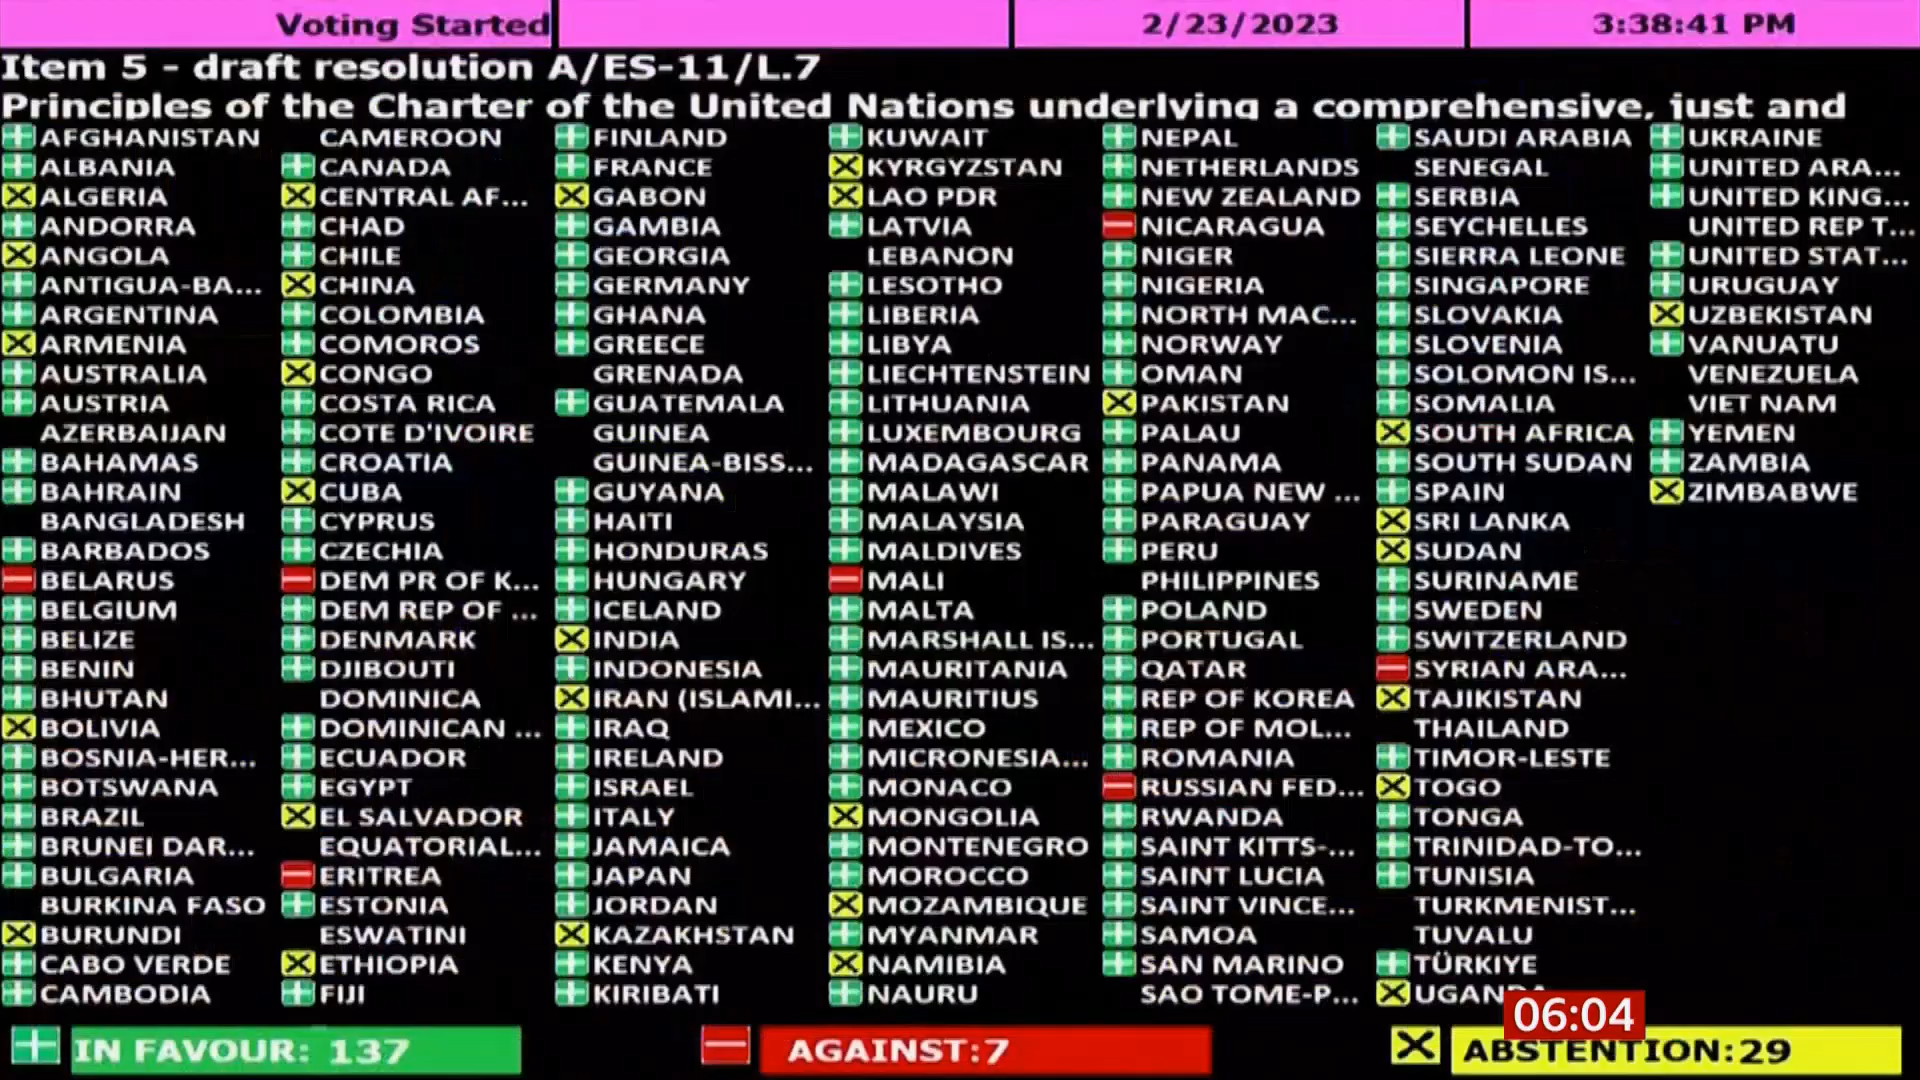 Voting Started 2/23/2023 3:38:41 PM
Item 5 - draft resolution A/ES-11/L.7
Principles of the Charter of the United Nations underlying a comprehensive, just and
AFGHANISTAN
ALBANIA
ALGERIA
ANDORRA
ANGOLA
ANTIGUA-BA...
ARGENTINA
ARMENIA
AUSTRALIA
AUSTRIA
AZERBAIJAN
BAHAMAS
BAHRAIN
BANGLADESH
BARBADOS
BELARUS
BELGIUM
BELIZE
BENIN
BHUTAN
BOLIVIA
BOSNIA-HER...
BOTSWANA
BRAZIL
BRUNEI DAR...
BULGARIA
BURKINA FASO
BURUNDI
CABO VERDE
CAMBODIA
CAMEROON
CANADA
CENTRAL AF...
CHAD
CHILE
CHINA
COLOMBIA
COMOROS
CONGO
COSTA RICA
COTE D'IVOIRE
CROATIA
CUBA
CYPRUS
CZECHIA
DEM PR OF K...
DEM REP OF ...
DENMARK
DJIBOUTI
DOMINICA
DOMINICAN ...
ECUADOR
EGYPT
EL SALVADOR
EQUATORIAL...
ERITREA
ESTONIA
ESWATINI
ETHIOPIA
FIJI
FINLAND
FRANCE
GABON
GAMBIA
GEORGIA
GERMANY
GHANA
GREECE
GRENADA
GUATEMALA
GUINEA
GUINEA-BISS...
GUYANA
HAITI
HONDURAS
HUNGARY
ICELAND
INDIA
INDONESIA
IRAN (ISLAMI...
IRAQ
IRELAND
ISRAEL
ITALY
JAMAICA
JAPAN
JORDAN
KAZAKHSTAN
KENYA
KIRIBATI
KUWAIT
KYRGYZSTAN
LAO PDR
LATVIA
LEBANON
LESOTHO
LIBERIA
LIBYA
LIECHTENSTEIN
LITHUANIA
LUXEMBOURG
MADAGASCAR
MALAWI
MALAYSIA
MALDIVES
MALI
MALTA
MARSHALL IS...
MAURITANIA
MAURITIUS
MEXICO
MICRONESIA...
MONACO
MONGOLIA
MONTENEGRO
MOROCCO
MOZAMBIQUE
MYANMAR
NAMIBIA
NAURU
NEPAL
NETHERLANDS
NEW ZEALAND
NICARAGUA
NIGER
NIGERIA
NORTH MAC...
NORWAY
OMAN
PAKISTAN
PALAU
PANAMA
PAPUA NEW ...
PARAGUAY
PERU
PHILIPPINES
POLAND
PORTUGAL
QATAR
REP OF KOREA
REP OF MOL...
ROMANIA
RUSSIAN FED...
RWANDA
SAINT KITTS-...
SAINT LUCIA
SAINT VINCE...
SAMOA
SAN MARINO
SAO TOME-P...
SAUDI ARABIA
SENEGAL
SERBIA
SEYCHELLES
SIERRA LEONE
SINGAPORE
SLOVAKIA
SLOVENIA
SOLOMON IS...
SOMALIA
SOUTH AFRICA
SOUTH SUDAN
SPAIN
SRI LANKA
SUDAN
SURINAME
SWEDEN
SWITZERLAND
SYRIAN ARA...
TAJIKISTAN
THAILAND
TIMOR-LESTE
TOGO
TONGA
TRINIDAD-TO...
TUNISIA
TURKMENIST...
TUVALU
TÜRKIYE
UGANDA
UKRAINE
UNITED ARA...
UNITED KING...
UNITED REP T...
UNITED STAT...
URUGUAY
UZBEKISTAN
VANUATU
VENEZUELA
VIET NAM
YEMEN
ZAMBIA
ZIMBABWE
06:04
IN FAVOUR: 137 AGAINST:7 ABSTENTION:29